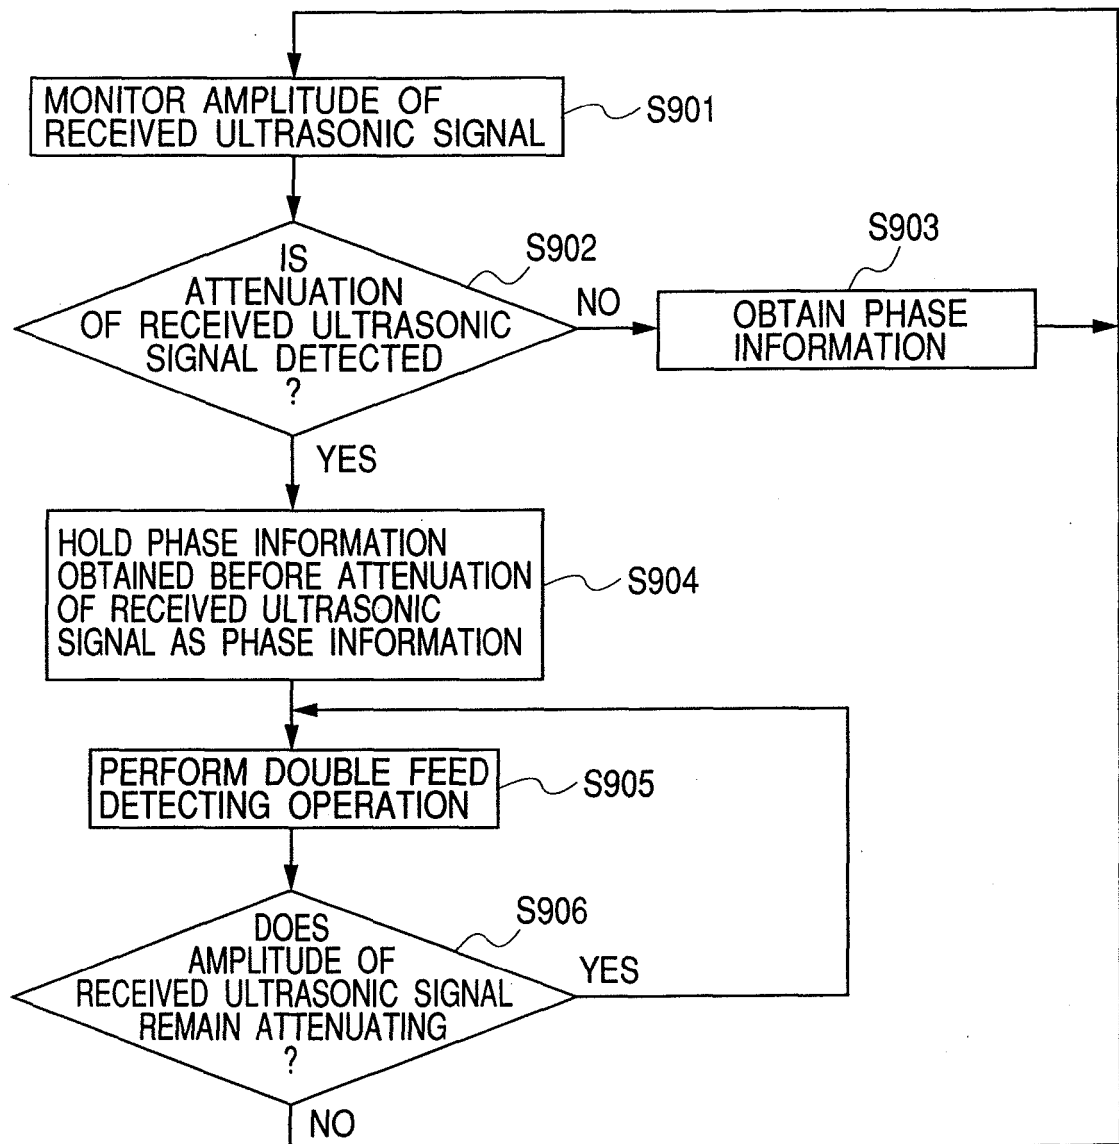 MONITOR AMPLITUDE OF
RECEIVED ULTRASONIC SIGNAL
S901
IS
ATTENUATION
OF RECEIVED ULTRASONIC
SIGNAL DETECTED
?
S902
NO
S903
OBTAIN PHASE
INFORMATION
YES
HOLD PHASE INFORMATION
OBTAINED BEFORE ATTENUATION
OF RECEIVED ULTRASONIC
SIGNAL AS PHASE INFORMATION
S904
PERFORM DOUBLE FEED
DETECTING OPERATION
S905
DOES
AMPLITUDE OF
RECEIVED ULTRASONIC SIGNAL
REMAIN ATTENUATING
?
S906
YES
NO